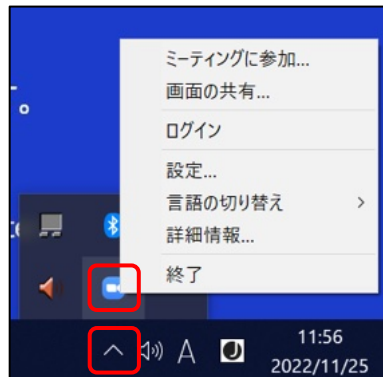 ミーティングに参加...
画面の共有...
ログイン
設定...
言語の切り替え
詳細情報...
終了
A
11:56
2022/11/25